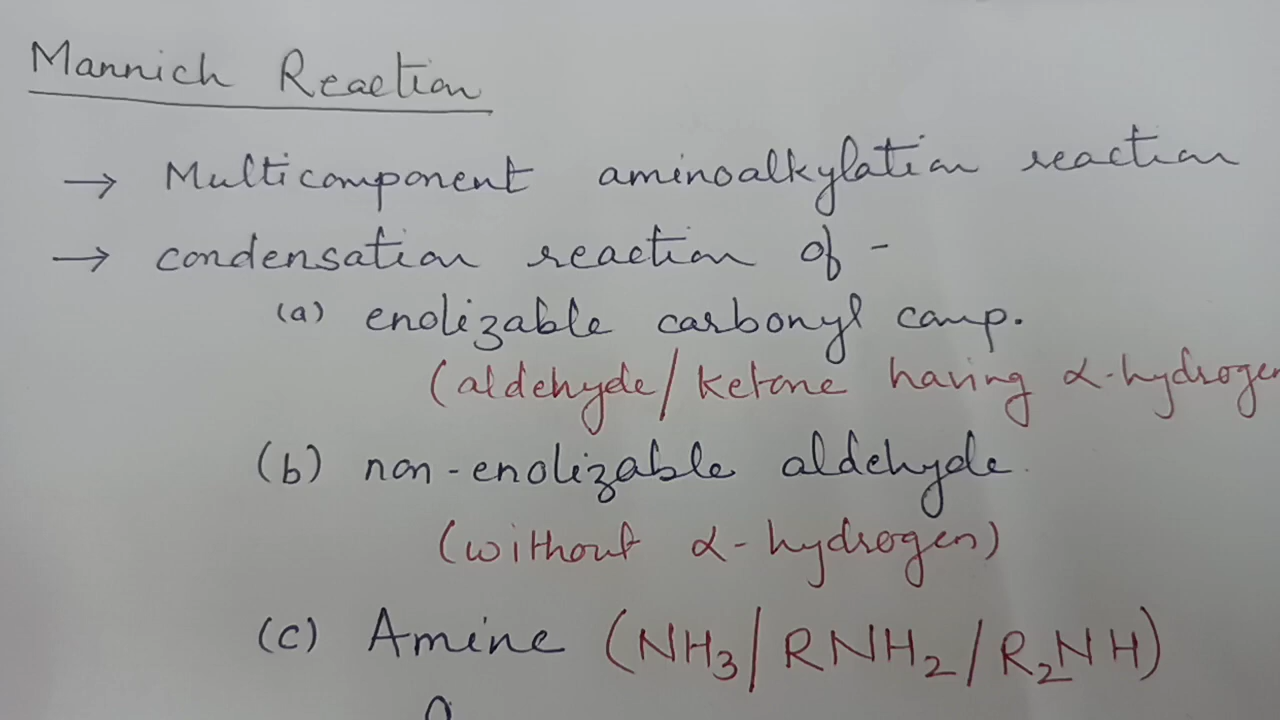 Mannich Reaction
→ Multicomponent aminoalkylation reaction
→ condensation reaction of -
(a) enolizable carbonyl comp.
(aldehyde/ketone having α-hydrogen
(b) non-enolizable aldehyde.
(without α-hydrogen)
(c) Amine (NH₃/RNH₂/R₂NH)